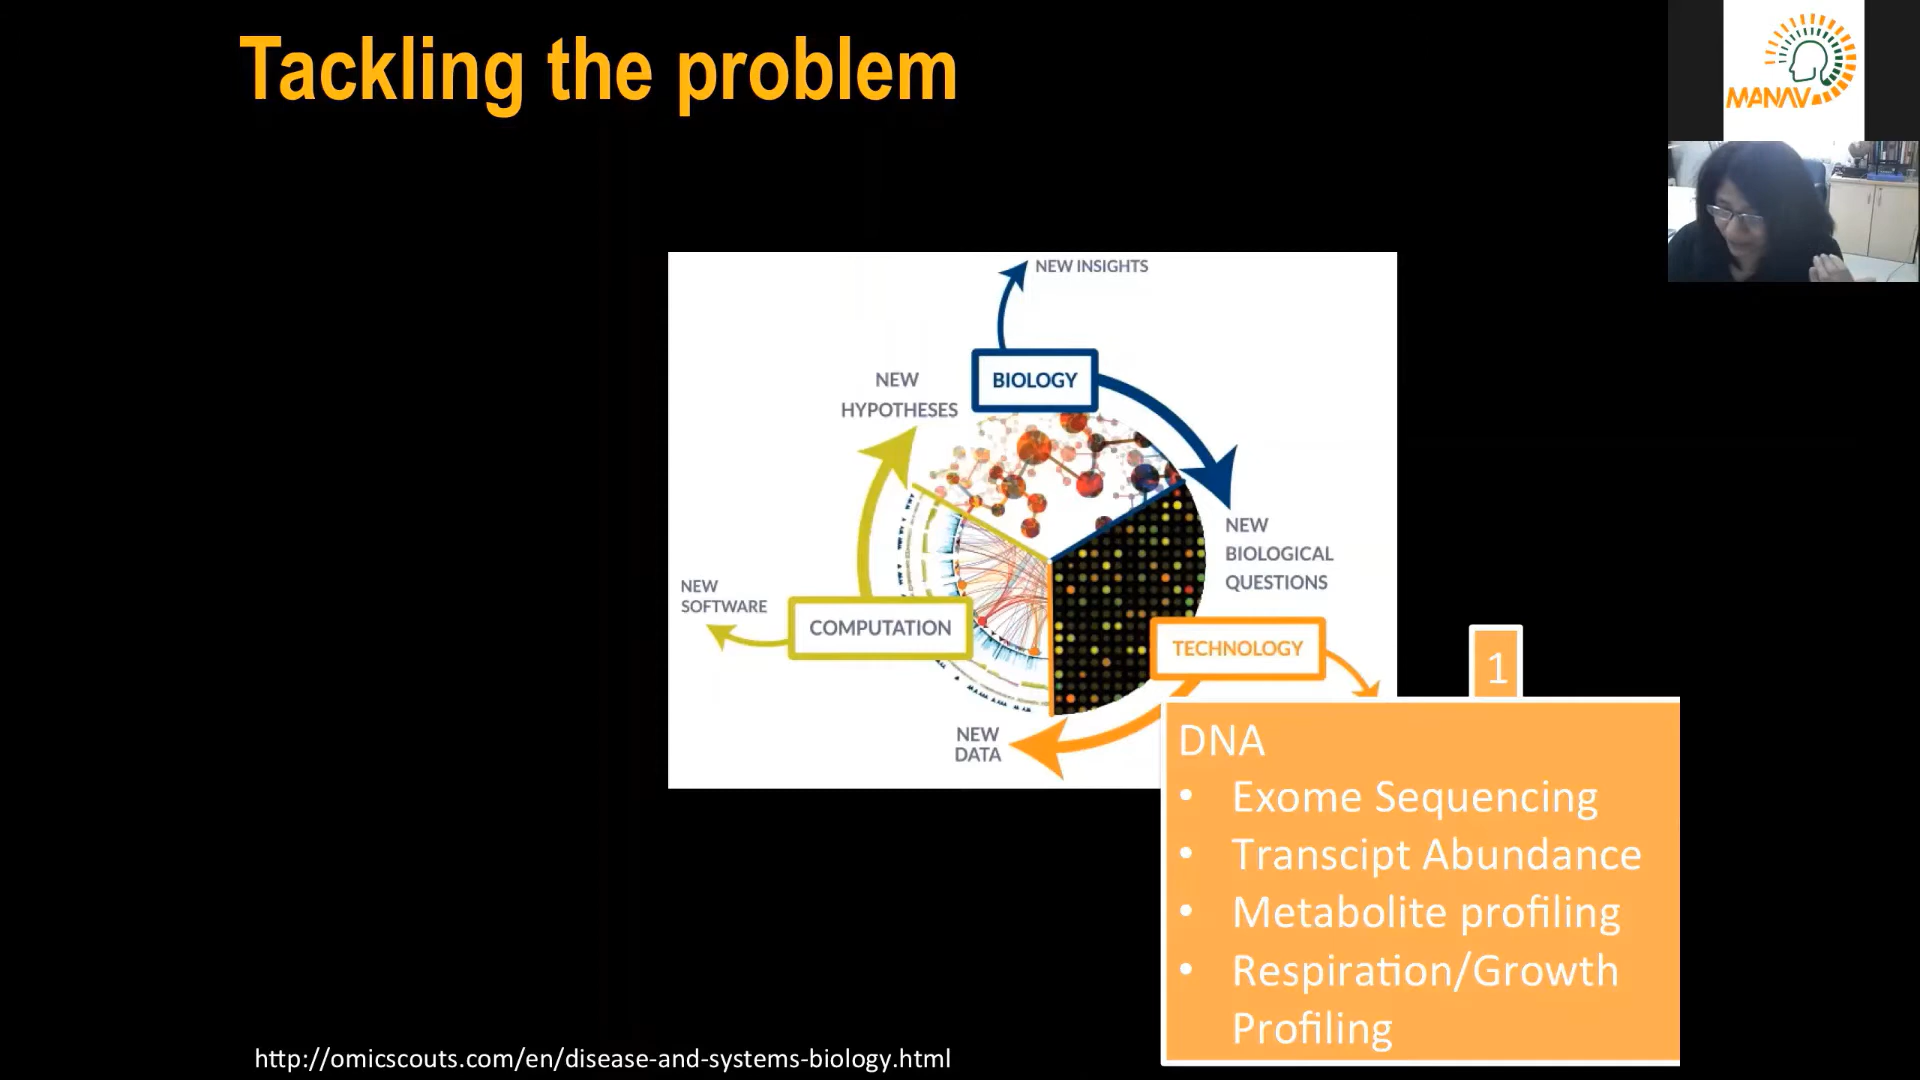 Tackling the problem
MANAV
NEW INSIGHTS
BIOLOGY
NEW
HYPOTHESES
NEW
BIOLOGICAL
QUESTIONS
NEW
SOFTWARE
COMPUTATION
TECHNOLOGY
NEW
DATA
1
DNA
• Exome Sequencing
• Transcipt Abundance
• Metabolite profiling
• Respiration/Growth
Profiling
http://omicscouts.com/en/disease-and-systems-biology.html